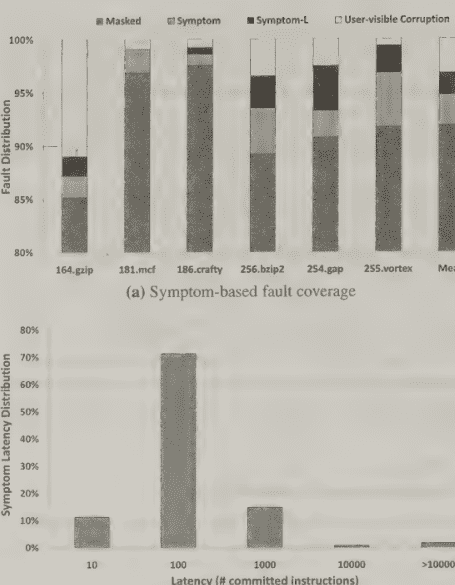 Masked Symptom Symptom-L User-visible Corruption
100%
95%
90%
85%
80%
Fault Distribution
164.gzip 181.mcf 186.crafty 256.bzip2 254.gap 255.vortex
(a) Symptom-based fault coverage
80%
70%
60%
50%
40%
30%
20%
10%
0%
Symptom Latency Distribution
10 100 1000 10000 >10000
Latency (# committed instructions)